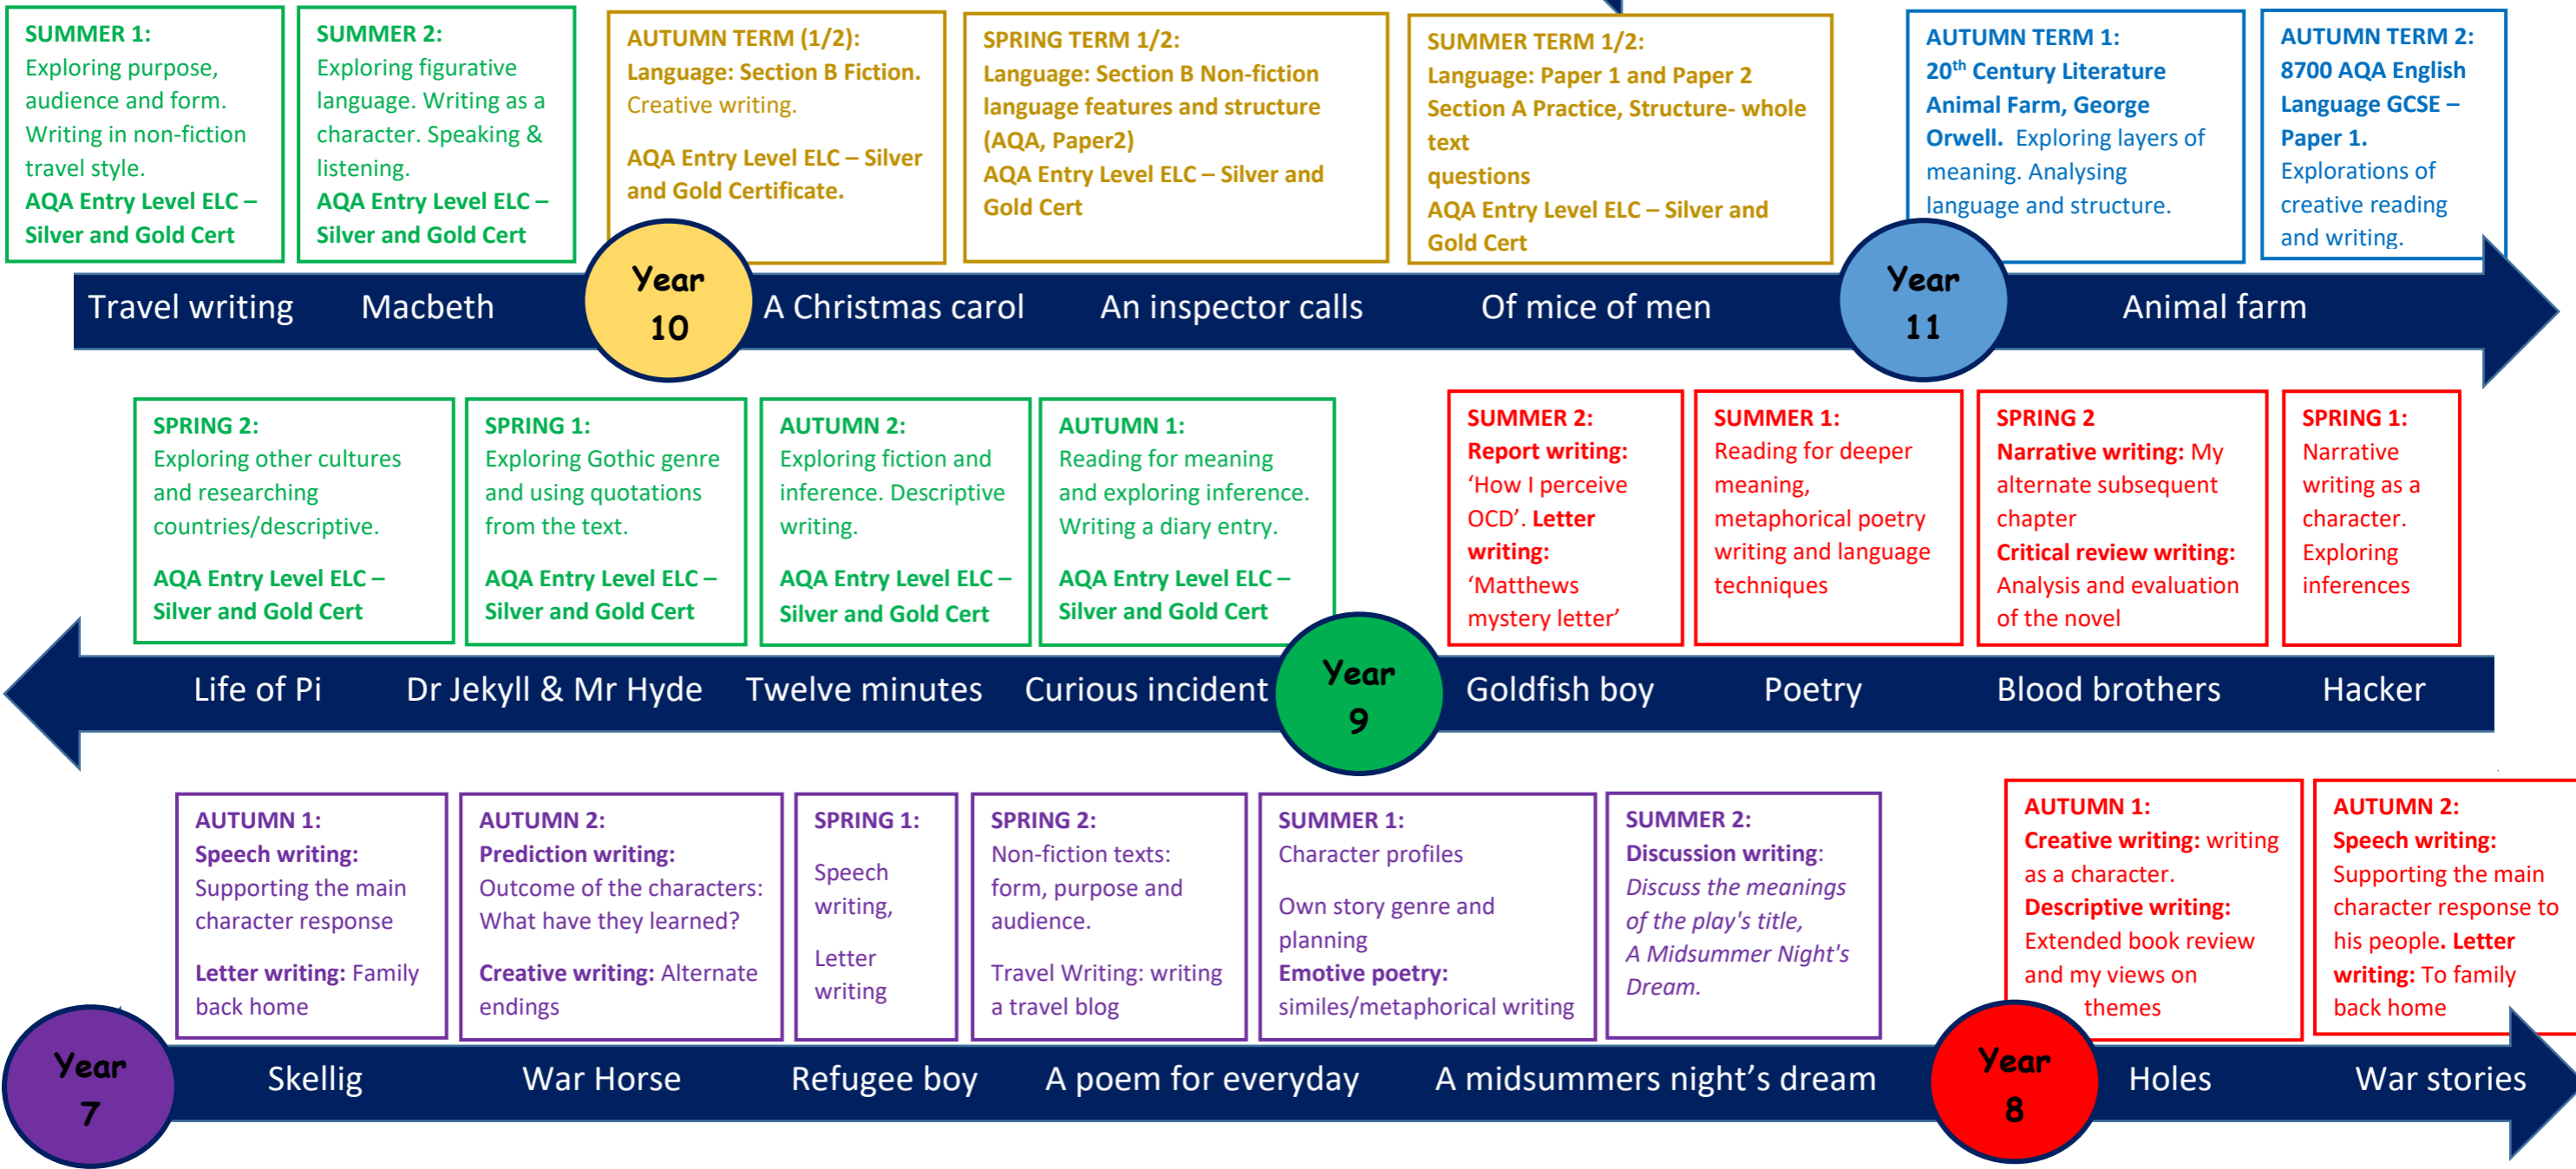 SUMMER 1:
Exploring purpose,
audience and form.
Writing in non-fiction
travel style.
AQA Entry Level ELC –
Silver and Gold Cert
SUMMER 2:
Exploring figurative
language. Writing as a
character. Speaking &
listening.
AQA Entry Level ELC –
Silver and Gold Cert
AUTUMN TERM (1/2):
Language: Section B Fiction.
Creative writing.
AQA Entry Level ELC – Silver
and Gold Certificate.
SPRING TERM 1/2:
Language: Section B Non-fiction
language features and structure
(AQA, Paper2)
AQA Entry Level ELC – Silver and
Gold Cert
SUMMER TERM 1/2:
Language: Paper 1 and Paper 2
Section A Practice, Structure- whole
text
questions
AQA Entry Level ELC – Silver and
Gold Cert
AUTUMN TERM 1:
20th Century Literature
Animal Farm, George
Orwell. Exploring layers of
meaning. Analysing
language and structure.
AUTUMN TERM 2:
8700 AQA English
Language GCSE –
Paper 1.
Explorations of
creative reading
and writing.
Travel writing
Macbeth
Year
10
A Christmas carol
An inspector calls
Of mice of men
Year
11
Animal farm
SPRING 2:
Exploring other cultures
and researching
countries/descriptive.
AQA Entry Level ELC –
Silver and Gold Cert
SPRING 1:
Exploring Gothic genre
and using quotations
from the text.
AQA Entry Level ELC –
Silver and Gold Cert
AUTUMN 2:
Exploring fiction and
inference. Descriptive
writing.
AQA Entry Level ELC –
Silver and Gold Cert
AUTUMN 1:
Reading for meaning
and exploring inference.
Writing a diary entry.
AQA Entry Level ELC –
Silver and Gold Cert
SUMMER 2:
Report writing:
‘How I perceive
OCD’. Letter
writing:
‘Matthews
mystery letter’
SUMMER 1:
Reading for deeper
meaning,
metaphorical poetry
writing and language
techniques
SPRING 2
Narrative writing: My
alternate subsequent
chapter
Critical review writing:
Analysis and evaluation
of the novel
SPRING 1:
Narrative
writing as a
character.
Exploring
inferences
Life of Pi
Dr Jekyll & Mr Hyde
Twelve minutes
Curious incident
Year
9
Goldfish boy
Poetry
Blood brothers
Hacker
AUTUMN 1:
Speech writing:
Supporting the main
character response
Letter writing: Family
back home
AUTUMN 2:
Prediction writing:
Outcome of the characters:
What have they learned?
Creative writing: Alternate
endings
SPRING 1:
Speech
writing,
Letter
writing
SPRING 2:
Non-fiction texts:
form, purpose and
audience.
Travel Writing: writing
a travel blog
SUMMER 1:
Character profiles
Own story genre and
planning
Emotive poetry:
similes/metaphorical writing
SUMMER 2:
Discussion writing:
Discuss the meanings
of the play's title,
A Midsummer Night's
Dream.
AUTUMN 1:
Creative writing: writing
as a character.
Descriptive writing:
Extended book review
and my views on
themes
AUTUMN 2:
Speech writing:
Supporting the main
character response to
his people. Letter
writing: To family
back home
Year
7
Skellig
War Horse
Refugee boy
A poem for everyday
A midsummers night’s dream
Year
8
Holes
War stories